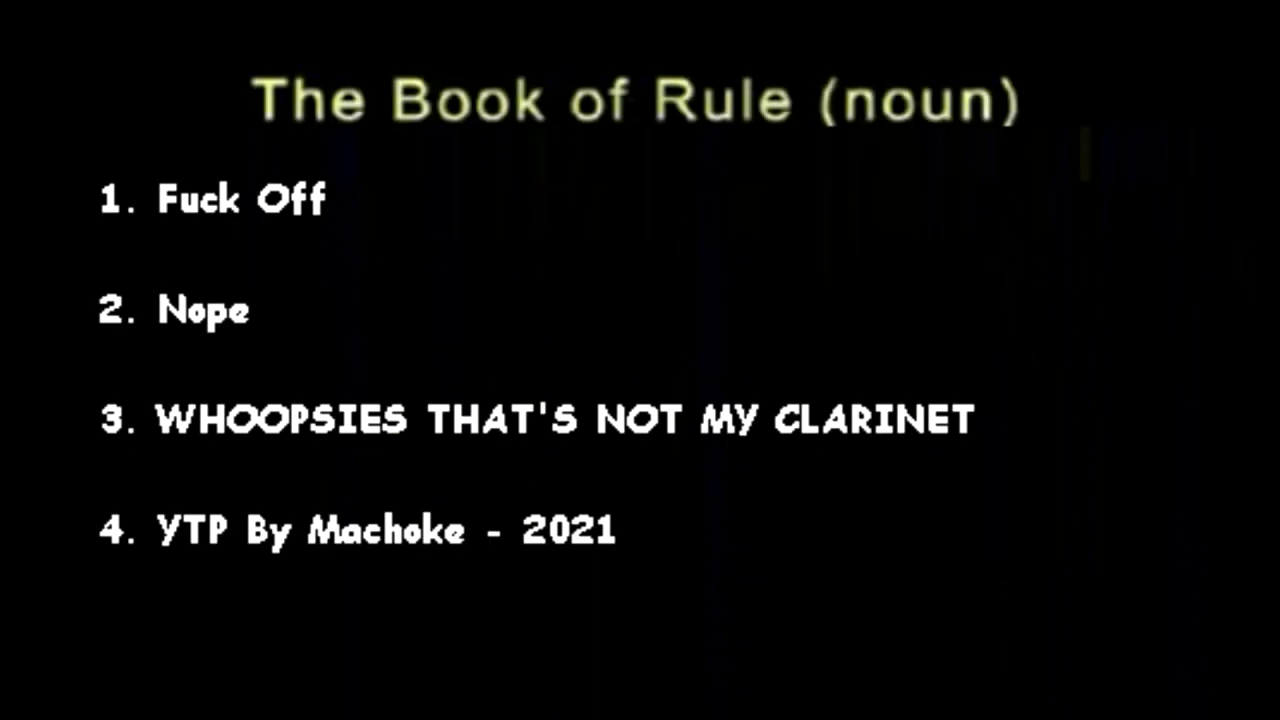 The Book of Rule (noun)
1. Fuck Off
2. Nope
3. WHOOPSIES THAT'S NOT MY CLARINET
4. YTP By Machoke - 2021